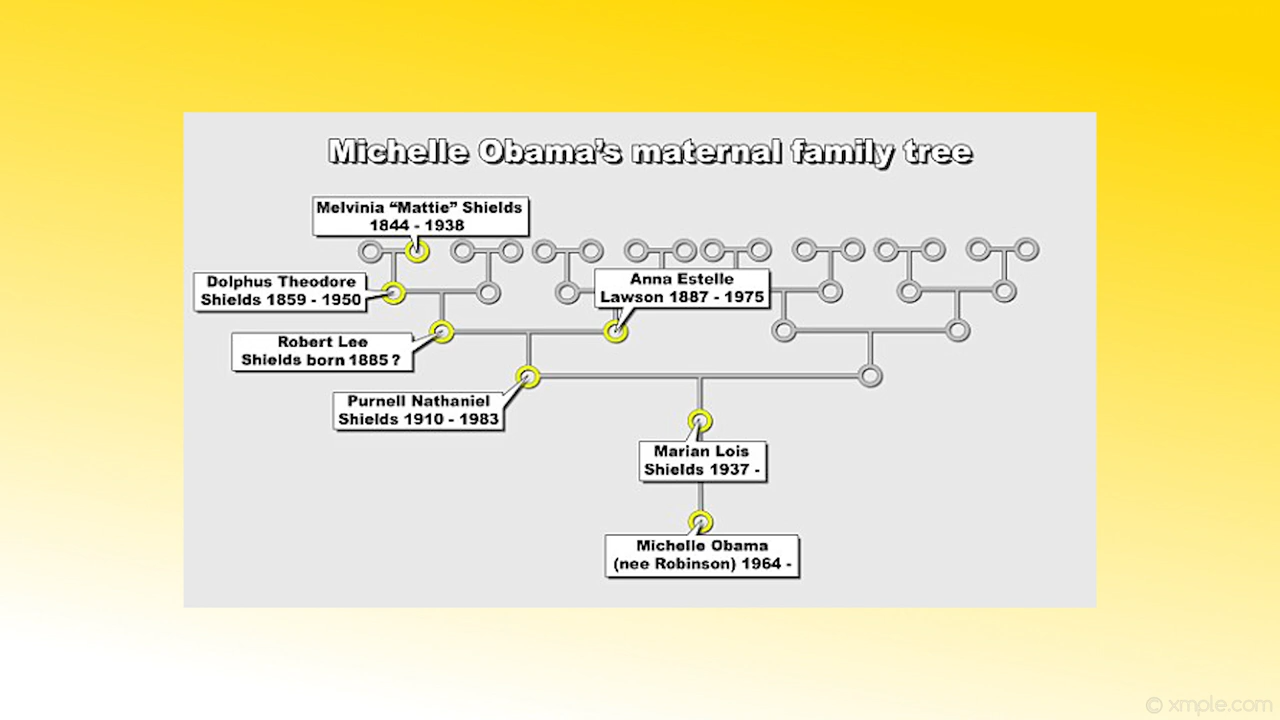 Michelle Obama's maternal family tree
Melvinia “Mattie” Shields
1844 - 1938
Dolphus Theodore
Shields 1859 - 1950
Anna Estelle
Lawson 1887 - 1975
Robert Lee
Shields born 1885?
Purnell Nathaniel
Shields 1910 - 1983
Marian Lois
Shields 1937 -
Michelle Obama
(nee Robinson) 1964 -
© xmple.com